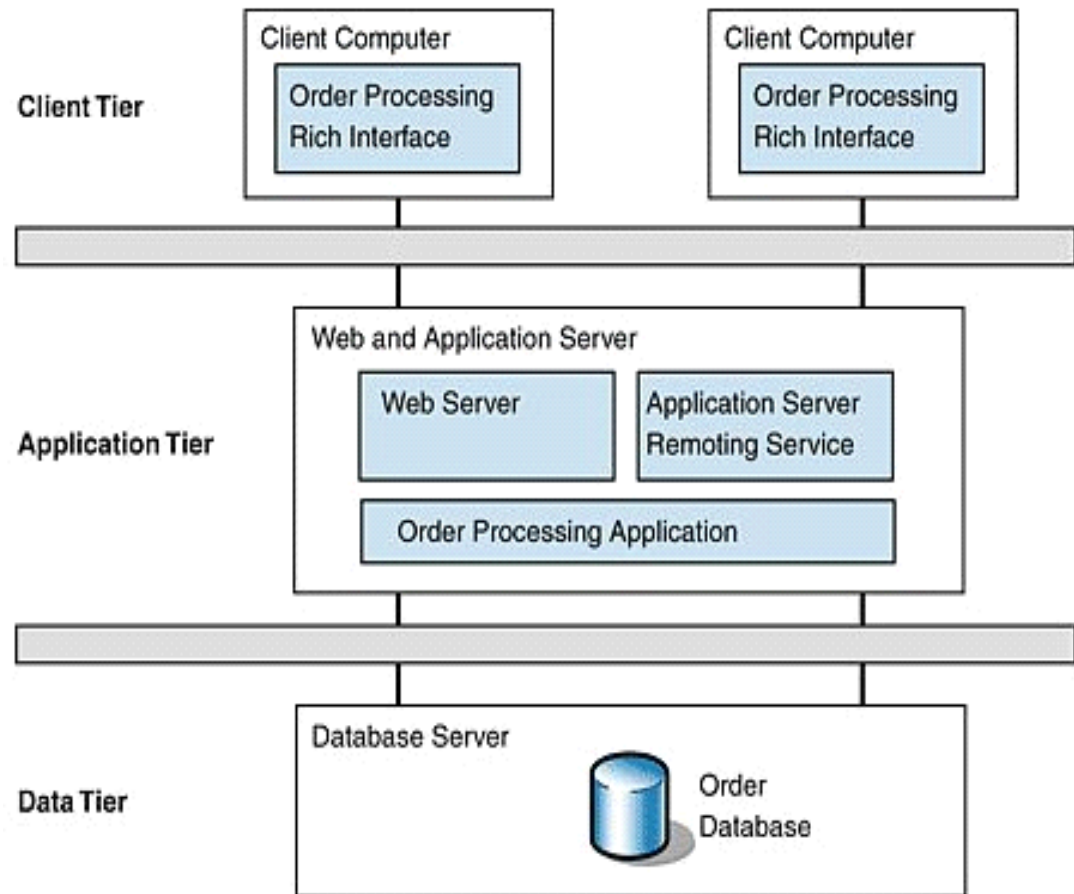 Client Computer
Order Processing
Rich Interface
Client Computer
Order Processing
Rich Interface
Client Tier
Web and Application Server
Web Server
Application Server
Remoting Service
Application Tier
Order Processing Application
Database Server
Order
Database
Data Tier